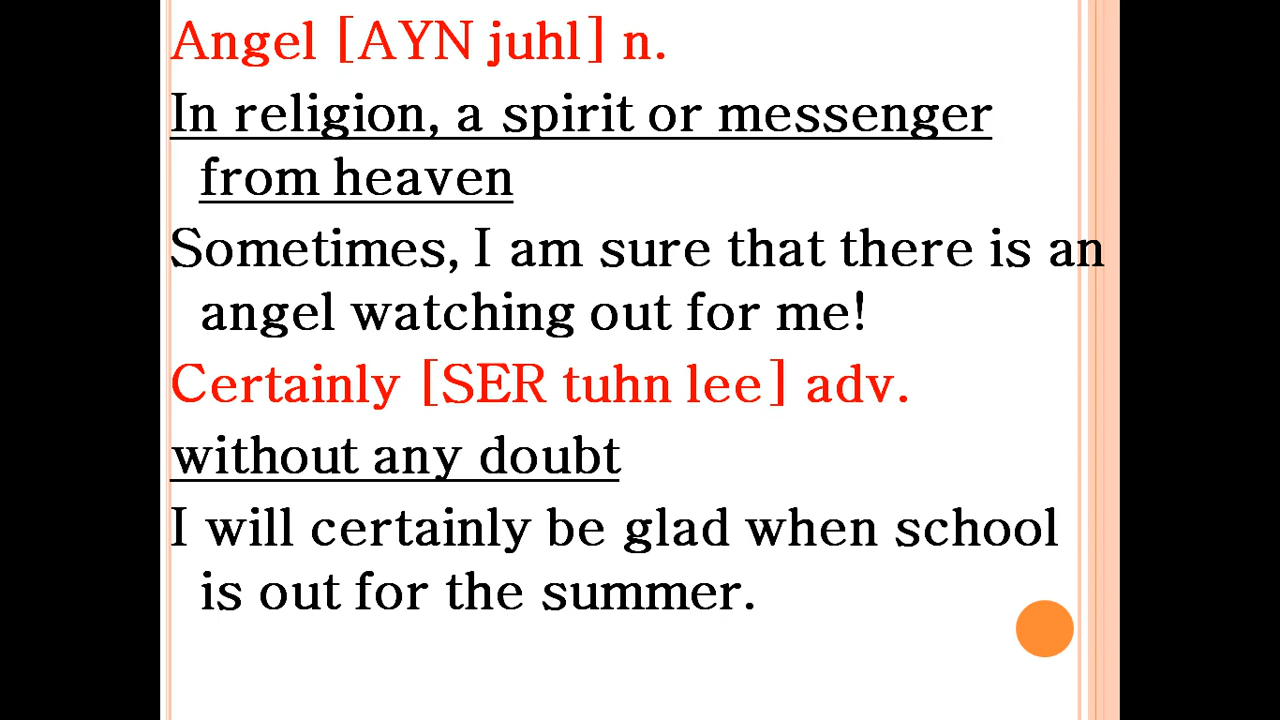 Angel [AYN juhl] n.
In religion, a spirit or messenger
from heaven
Sometimes, I am sure that there is an
angel watching out for me!
Certainly [SER tuhn lee] adv.
without any doubt
I will certainly be glad when school
is out for the summer.